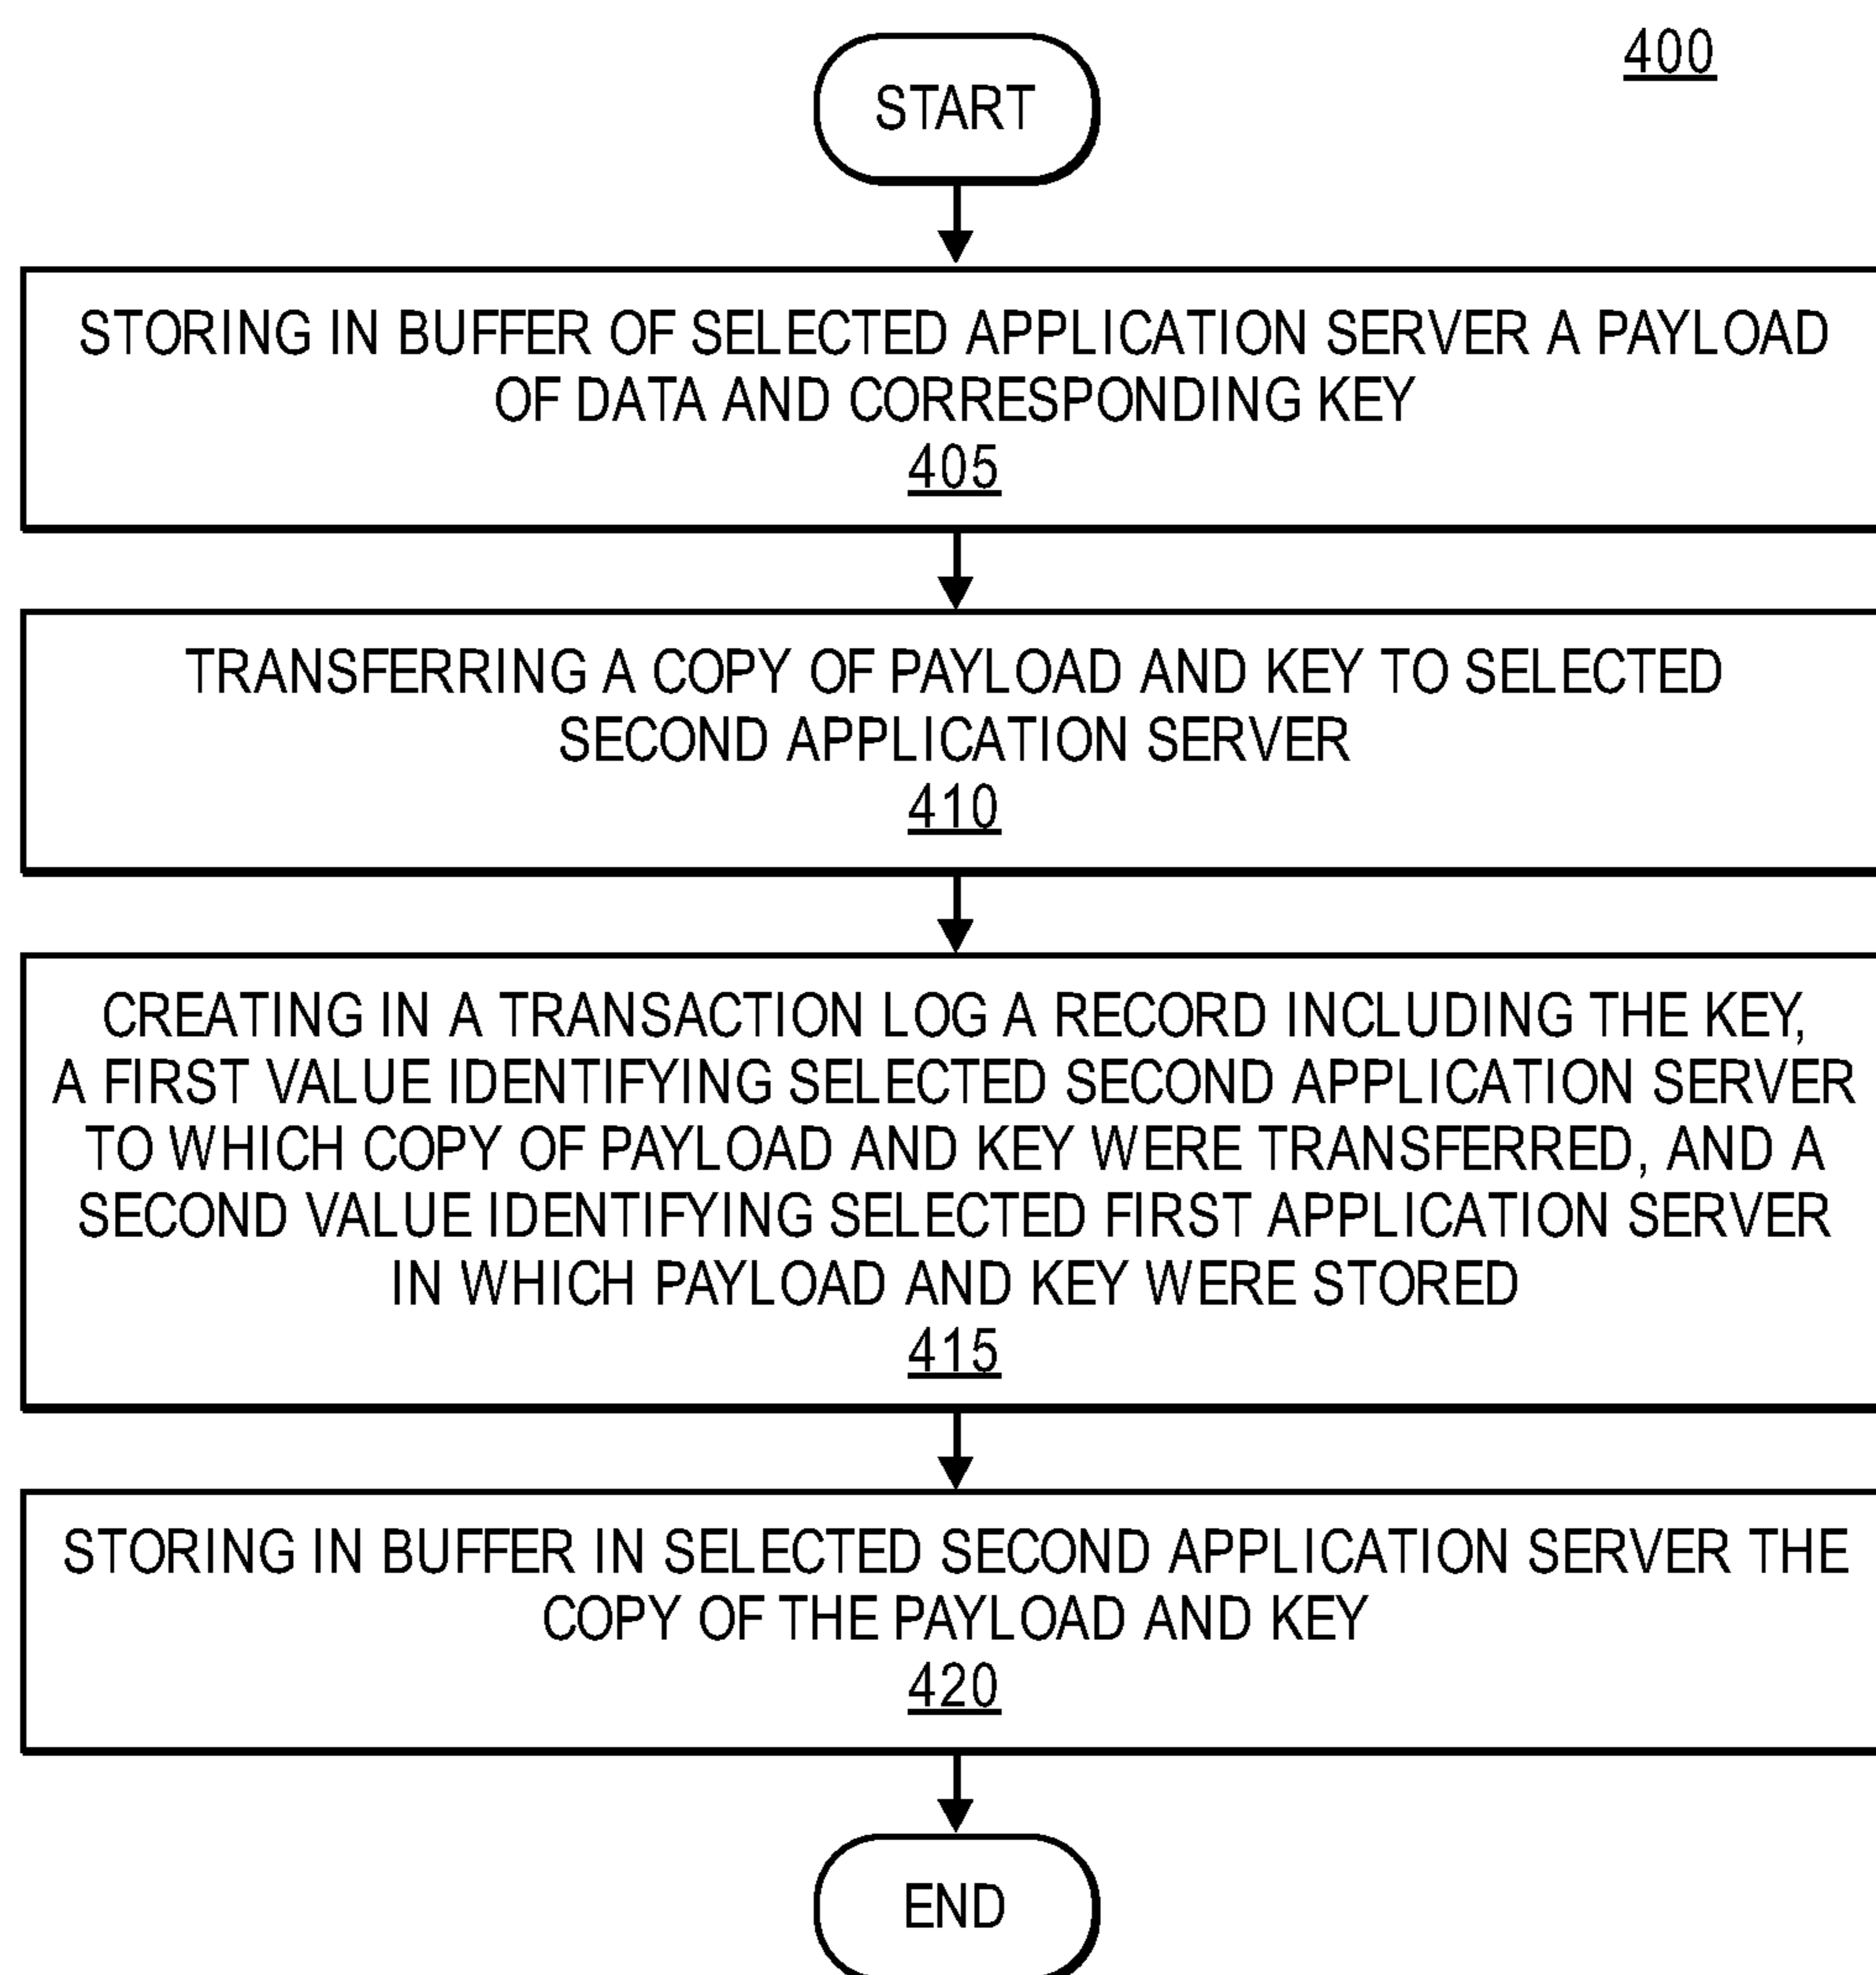 400
START
STORING IN BUFFER OF SELECTED APPLICATION SERVER A PAYLOAD
OF DATA AND CORRESPONDING KEY
405
TRANSFERRING A COPY OF PAYLOAD AND KEY TO SELECTED
SECOND APPLICATION SERVER
410
CREATING IN A TRANSACTION LOG A RECORD INCLUDING THE KEY,
A FIRST VALUE IDENTIFYING SELECTED SECOND APPLICATION SERVER
TO WHICH COPY OF PAYLOAD AND KEY WERE TRANSFERRED, AND A
SECOND VALUE IDENTIFYING SELECTED FIRST APPLICATION SERVER
IN WHICH PAYLOAD AND KEY WERE STORED
415
STORING IN BUFFER IN SELECTED SECOND APPLICATION SERVER THE
COPY OF THE PAYLOAD AND KEY
420
END